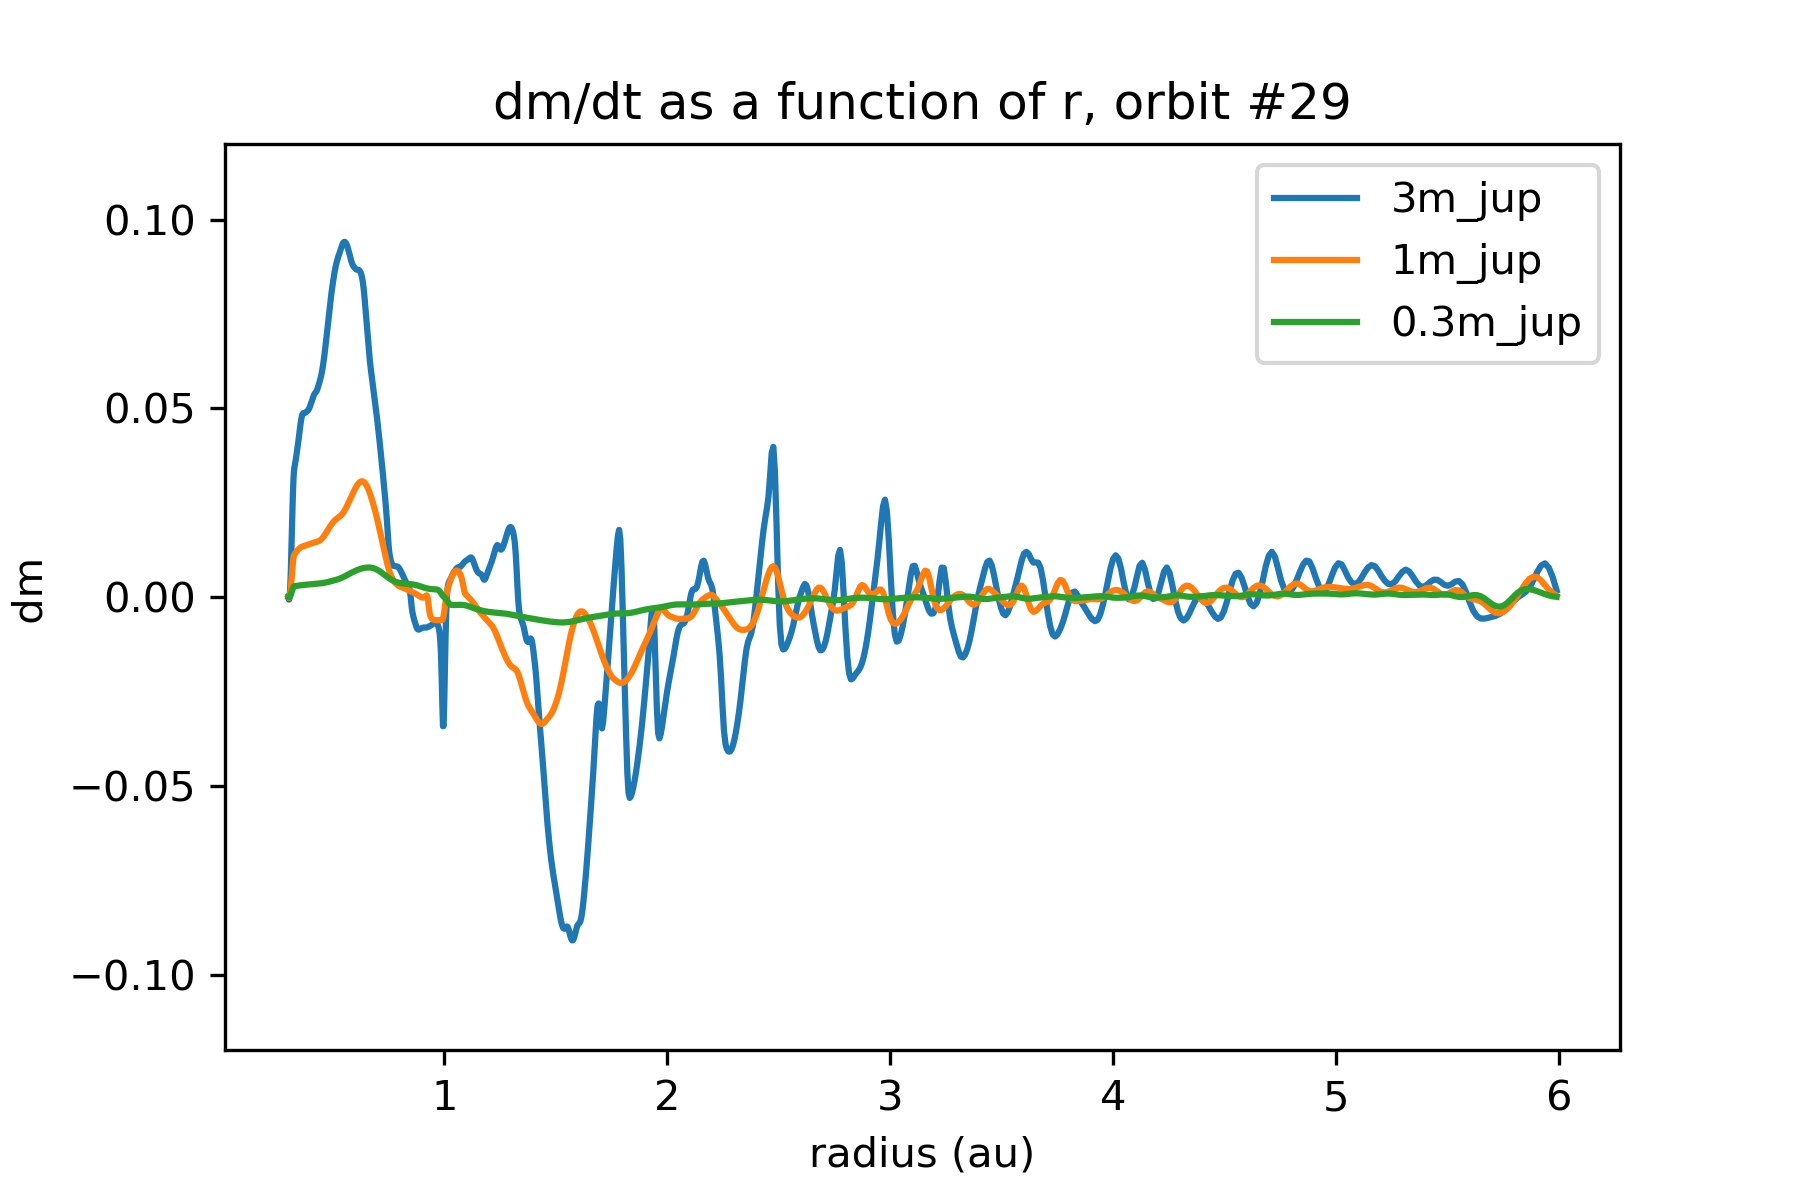 dm/dt as a function of r, orbit #29
3m_jup
1m_jup
0.3m_jup
0.10
0.05
0.00
−0.05
−0.10
dm
1 2 3 4 5 6
radius (au)